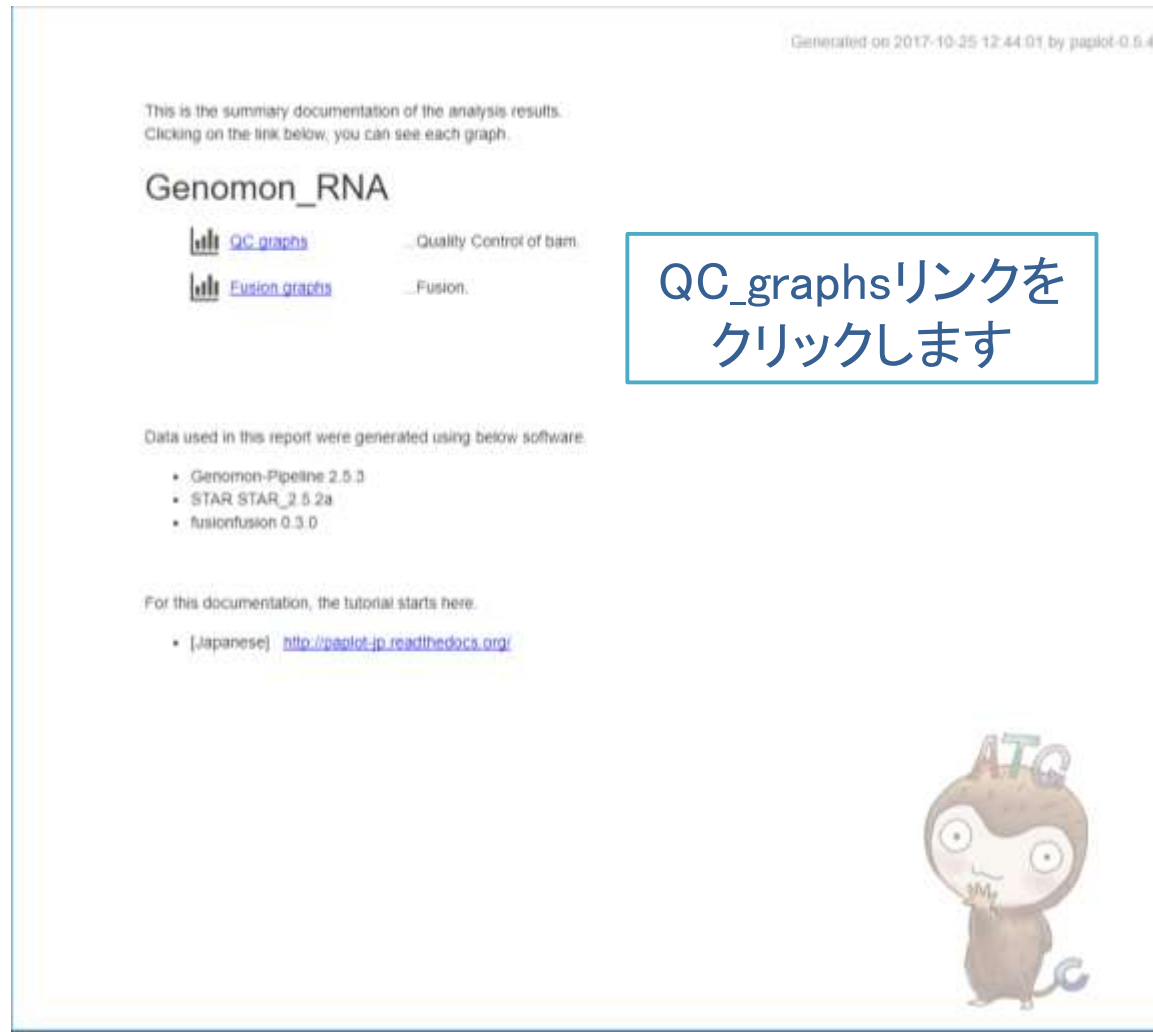 Generated on 2017-10-25 12:44:01 by paplot-0.5.4
This is the summary documentation of the analysis results.
Clicking on the link below, you can see each graph.
Genomon_RNA
QC graphs ...Quality Control of bam.
Fusion graphs ...Fusion.
QC_graphsリンクを
クリックします
Data used in this report were generated using below software.
• Genomon-Pipeline 2.5.3
• STAR STAR_2.5.2a
• fusionfusion 0.3.0
For this documentation, the tutorial starts here.
• [Japanese] http://paplot-jp.readthedocs.org/
ATG
C